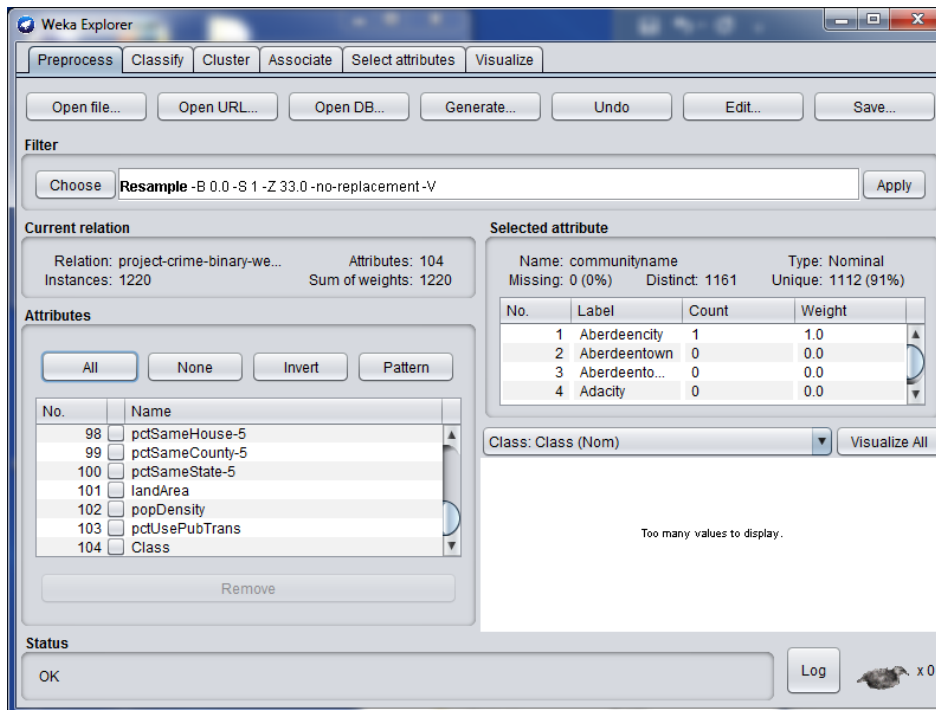 Weka Explorer
Preprocess Classify Cluster Associate Select attributes Visualize
Open file... Open URL... Open DB... Generate... Undo Edit... Save...
Filter
Choose Resample -B 0.0 -S 1 -Z 33.0 -no-replacement -V Apply
Current relation
Relation: project-crime-binary-we... Attributes: 104
Instances: 1220 Sum of weights: 1220
Selected attribute
Name: communityname Type: Nominal
Missing: 0 (0%) Distinct: 1161 Unique: 1112 (91%)
No. Label Count Weight
1 Aberdeencity 1 1.0
2 Aberdeentown 0 0.0
3 Aberdeento... 0 0.0
4 Adacity 0 0.0
Attributes
All None Invert Pattern
No. Name
98 pctSameHouse-5
99 pctSameCounty-5
100 pctSameState-5
101 landArea
102 popDensity
103 pctUsePubTrans
104 Class
Remove
Class: Class (Nom) Visualize All
Too many values to display.
Status
OK
Log x 0